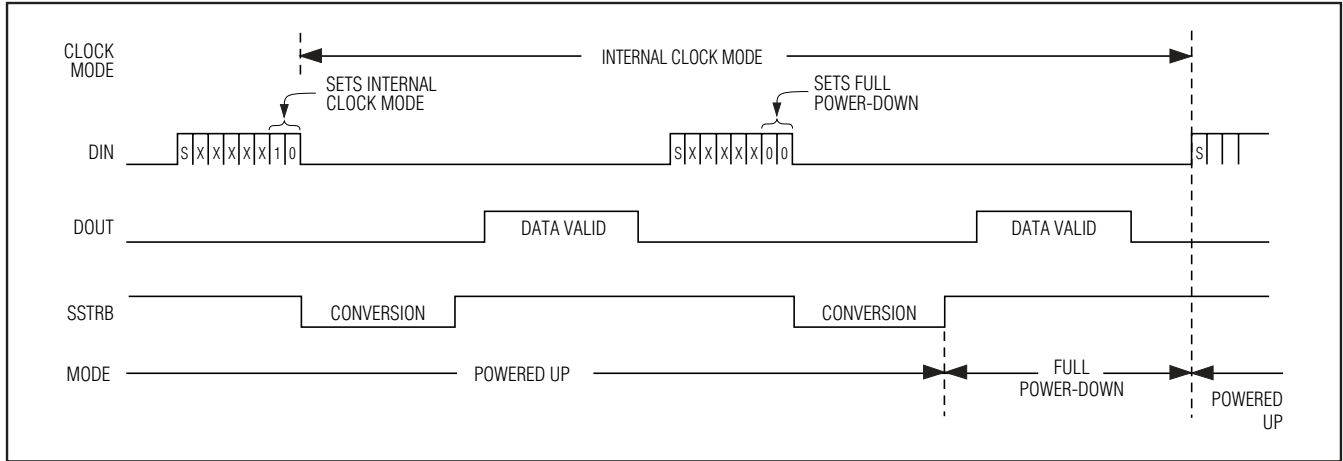 CLOCK
MODE
INTERNAL CLOCK MODE
SETS INTERNAL
CLOCK MODE
SETS FULL
POWER-DOWN
DIN
S X X X X X 1 0
S X X X X X 0 0
S
DOUT
DATA VALID
DATA VALID
SSTRB
CONVERSION
CONVERSION
MODE
POWERED UP
FULL
POWER-DOWN
POWERED
UP